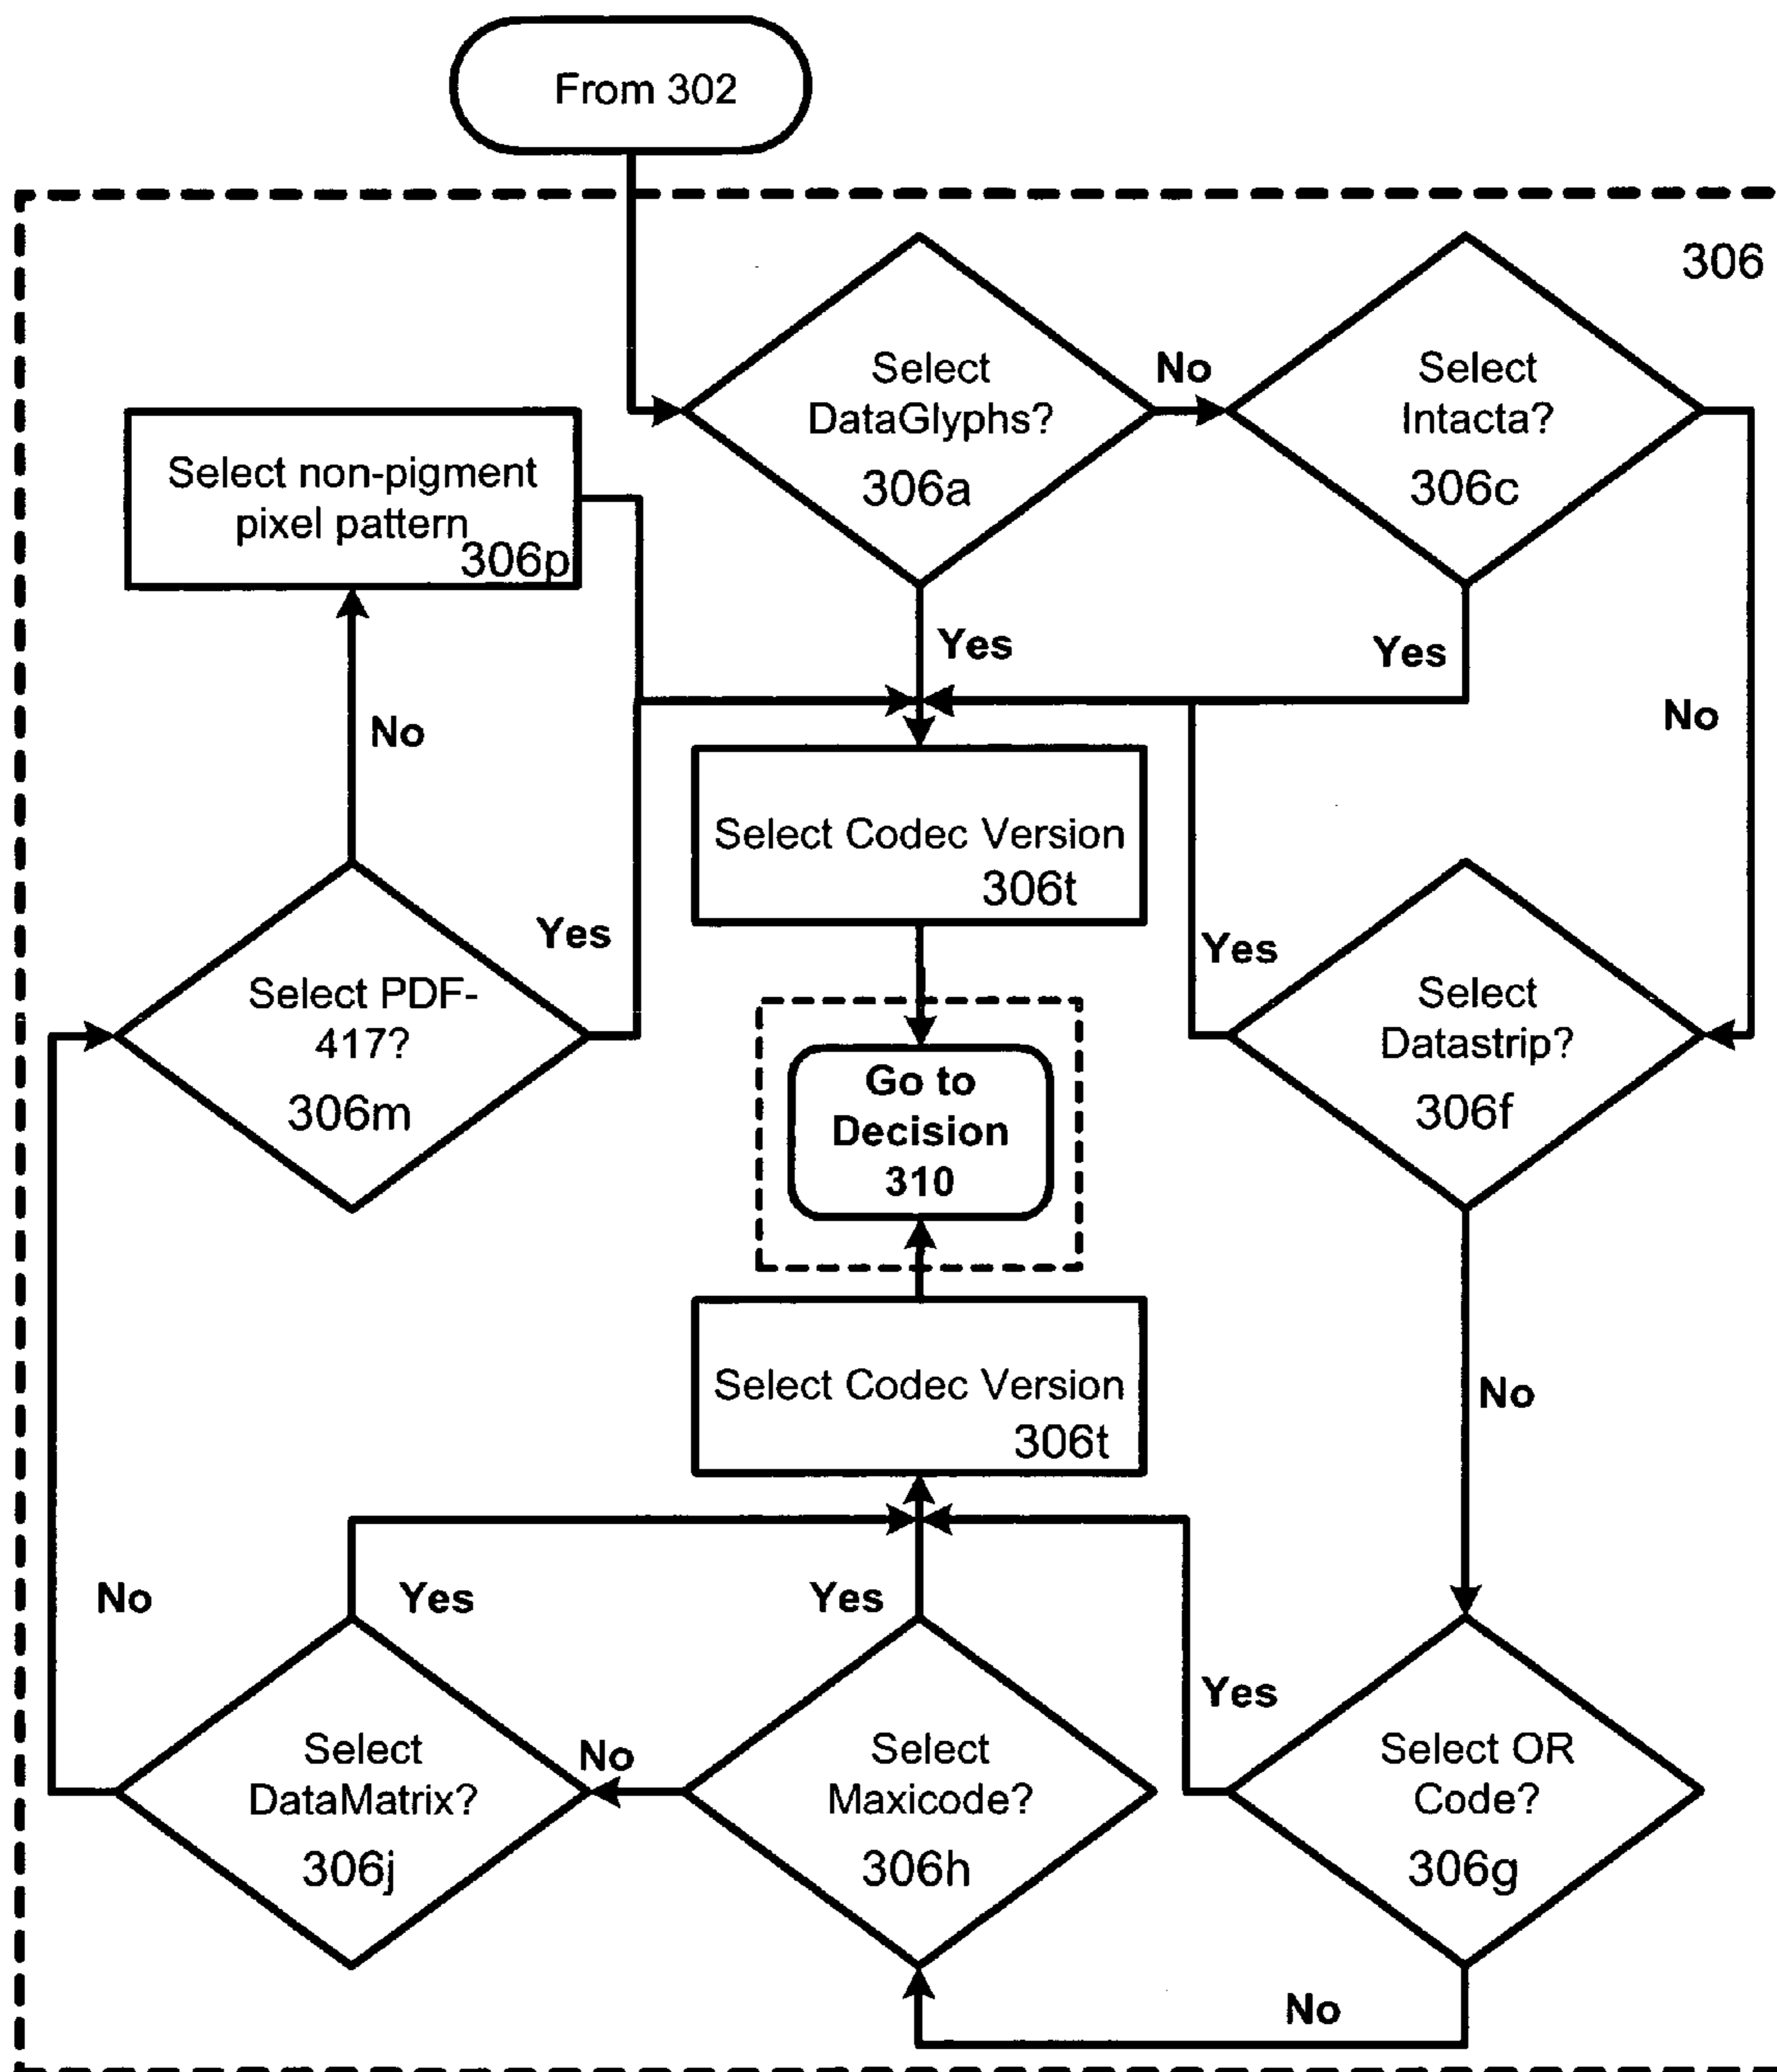 From 302
306
Select
DataGlyphs?
306a
No
Select
Intacta?
306c
Select non-pigment
pixel pattern
306p
Yes
Yes
No
No
Select Codec Version
306t
Yes
Yes
Select PDF-
417?
306m
Go to
Decision
310
Select
Datastrip?
306f
Select Codec Version
306t
No
No
Yes
Yes
Yes
Select
DataMatrix?
306j
No
Select
Maxicode?
306h
Select OR
Code?
306g
No